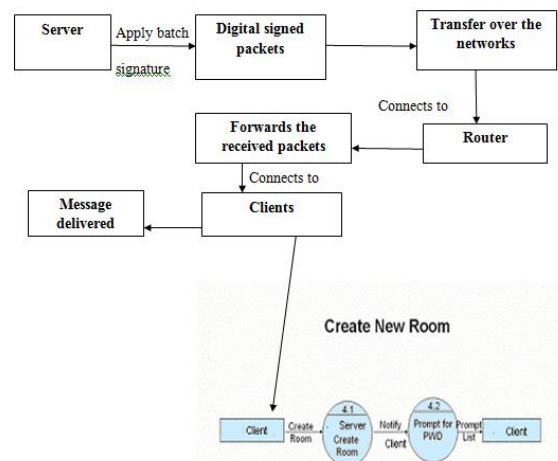 Server
Apply batch
signature
Digital signed
packets
Transfer over the
networks
Connects to
Forwards the
received packets
Router
Connects to
Message
delivered
Clients
Create New Room
Client
Create
Room
4.1
Server
Create
Room
Notify
Client
4.2
Prompt for
PWD
Prompt
List
Client